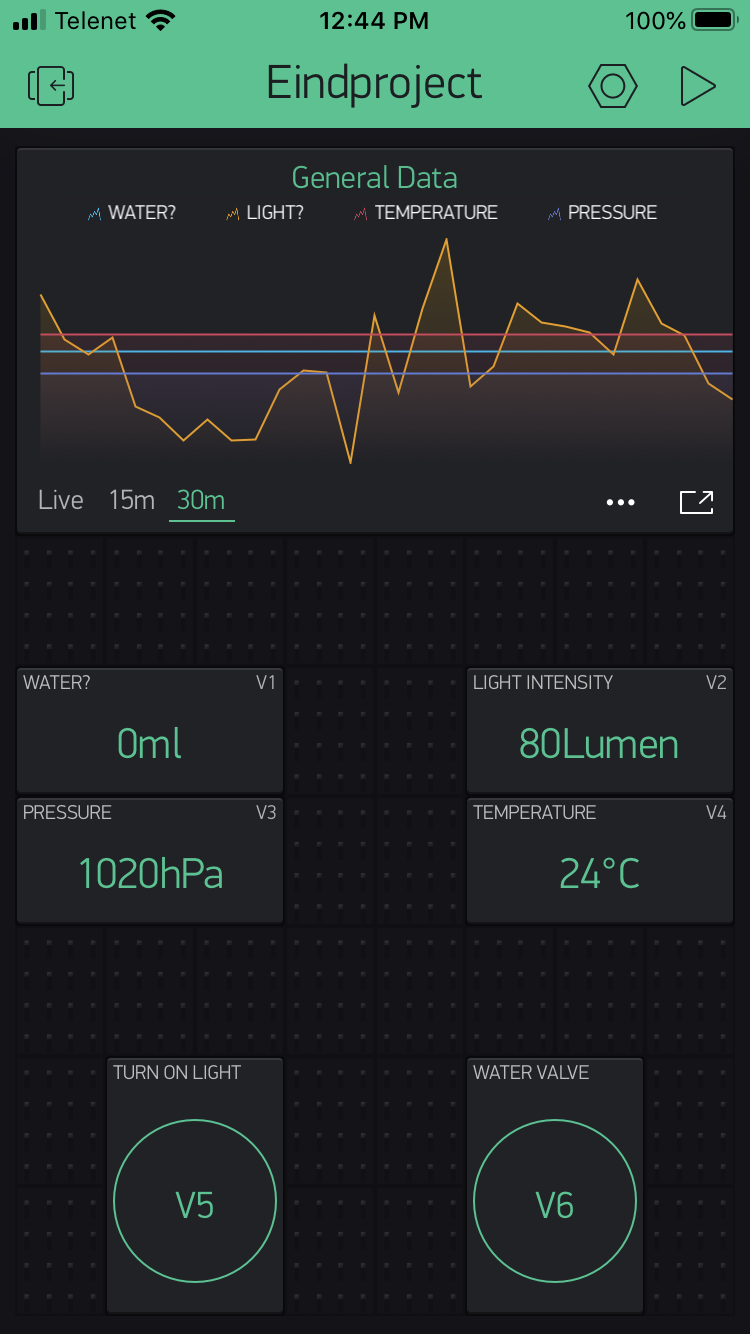 Telenet 12:44 PM 100%
Eindproject
General Data
WATER? LIGHT? TEMPERATURE PRESSURE
Live 15m 30m
WATER? V1
0ml
LIGHT INTENSITY V2
80Lumen
PRESSURE V3
1020hPa
TEMPERATURE V4
24°C
TURN ON LIGHT
V5
WATER VALVE
V6